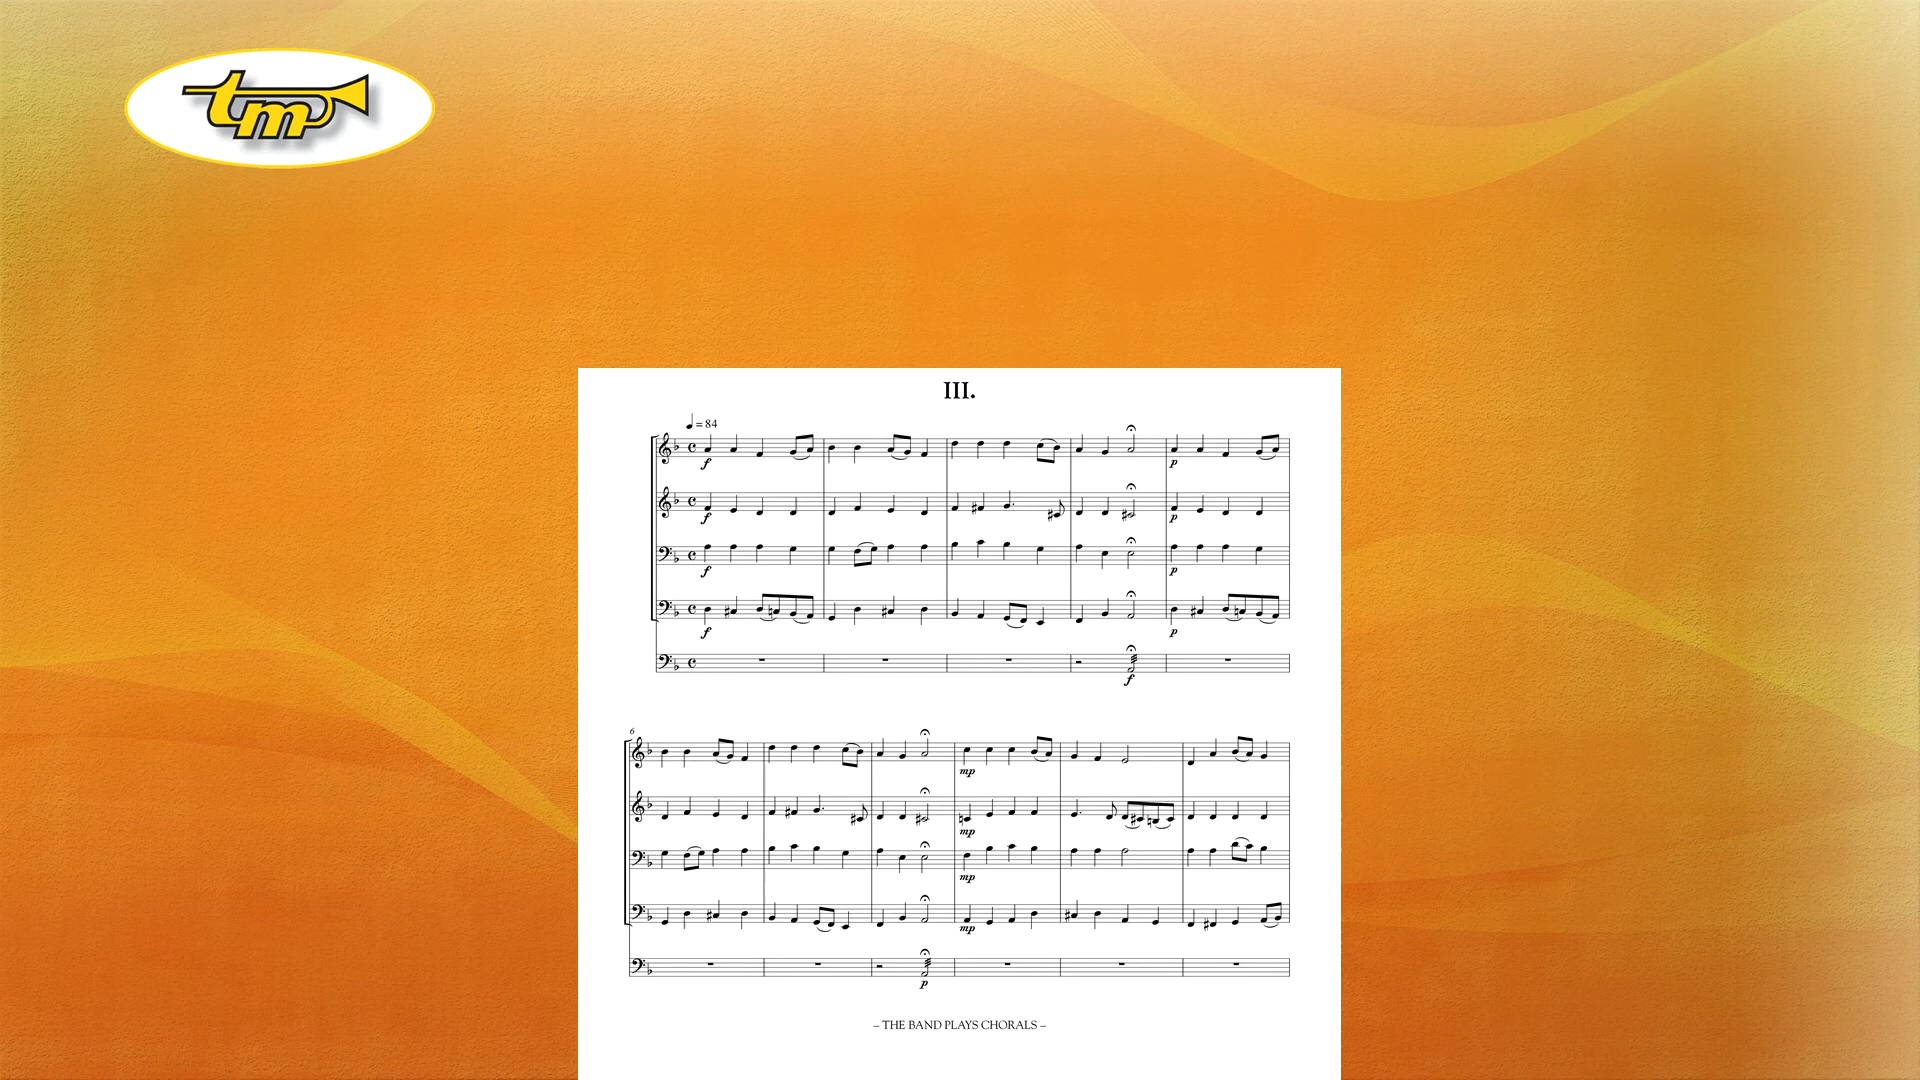 tm
III.
♩ = 84
f
p
f
p
f
p
f
p
f
6
mp
mp
mp
mp
p
– THE BAND PLAYS CHORALS –